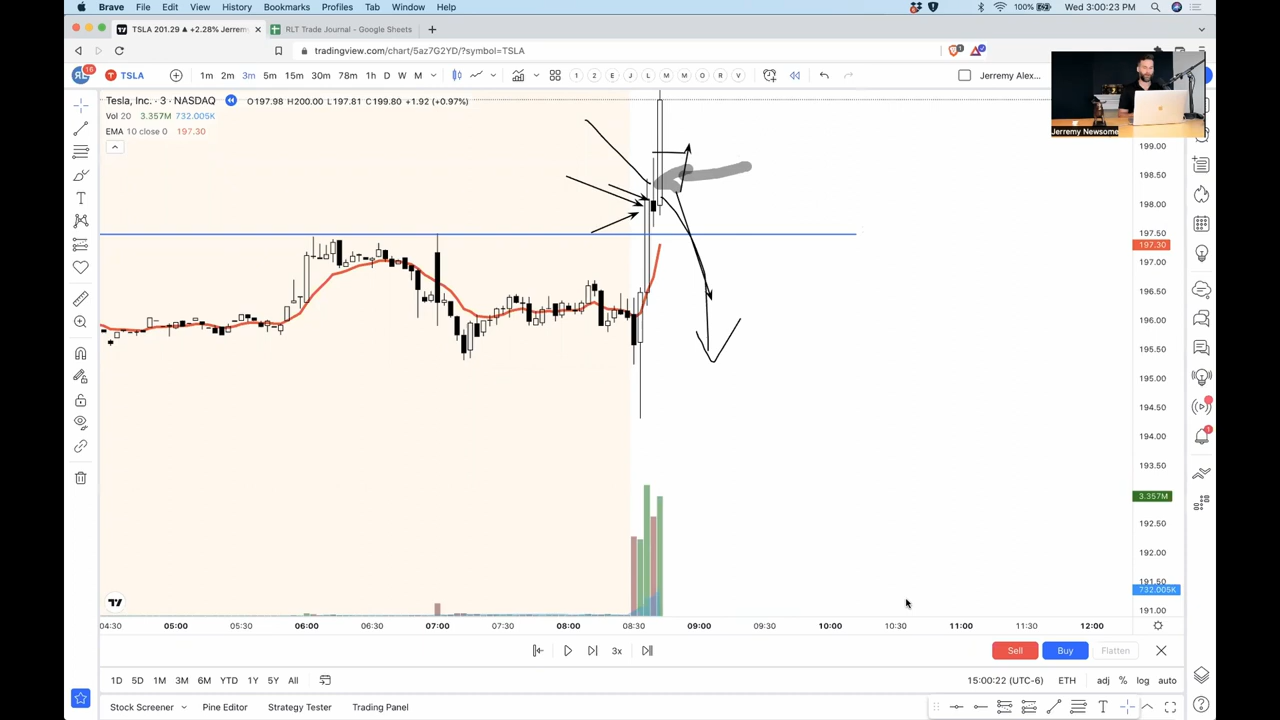 Brave File Edit View History Bookmarks Profiles Tab Window Help 100% Wed 3:00:23 PM
TSLA 201.29 ▲ +2.28% Jerrem × RLT Trade Journal - Google Sheets × +
tradingview.com/chart/5az7G2YD/?symbol=TSLA
16 TSLA 1m 2m 3m 5m 15m 30m 78m 1h D W M 1 2 E J L M M D R V Jeremy Alex...
Tesla, Inc. · 3 · NASDAQ O197.98 H200.00 L197.81 C199.80 +1.92 (+0.97%)
Vol 20 3.357M 732.005K
EMA 10 close 0 197.30
Jerremy Newsome
199.00
198.50
198.00
197.50
197.30
197.00
196.50
196.00
195.50
195.00
194.50
194.00
193.50
3.357M
192.50
192.00
191.50
732.005K
191.00
04:30 05:00 05:30 06:00 06:30 07:00 07:30 08:00 08:30 09:00 09:30 10:00 10:30 11:00 11:30 12:00
3x Sell Buy Flatten
1D 5D 1M 3M 6M YTD 1Y 5Y All 15:00:22 (UTC-6) ETH adj % log auto
Stock Screener Pine Editor Strategy Tester Trading Panel